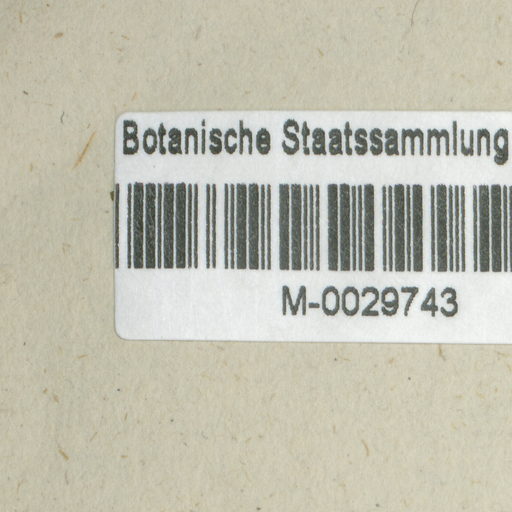 Botanische Staatssammlung
M-0029743